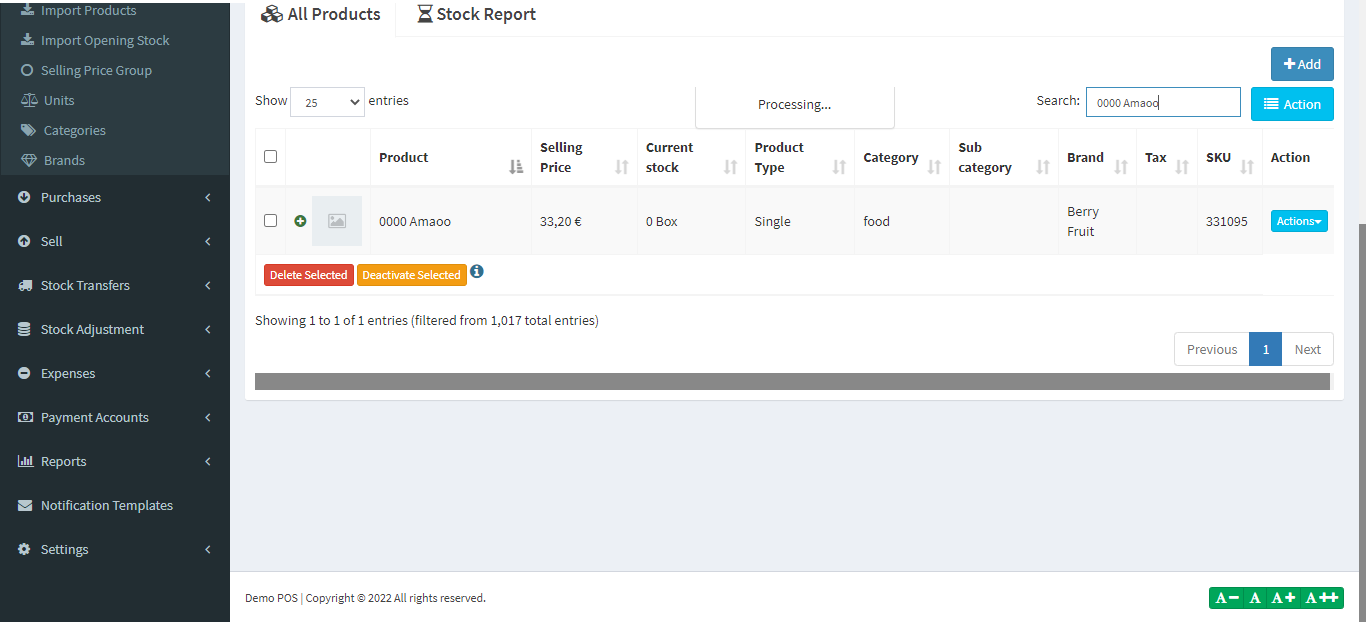 Import Products
Import Opening Stock
Selling Price Group
Units
Categories
Brands
Purchases
Sell
Stock Transfers
Stock Adjustment
Expenses
Payment Accounts
Reports
Notification Templates
Settings
All Products Stock Report
Add
Show 25 entries Processing... Search: 0000 Amaoo Action
Product Selling Price Current stock Product Type Category Sub category Brand Tax SKU Action
0000 Amaoo 33,20 € 0 Box Single food Berry Fruit 331095 Actions
Delete Selected Deactivate Selected
Showing 1 to 1 of 1 entries (filtered from 1,017 total entries)
Previous 1 Next
Demo POS | Copyright © 2022 All rights reserved.
A− A A+ A++